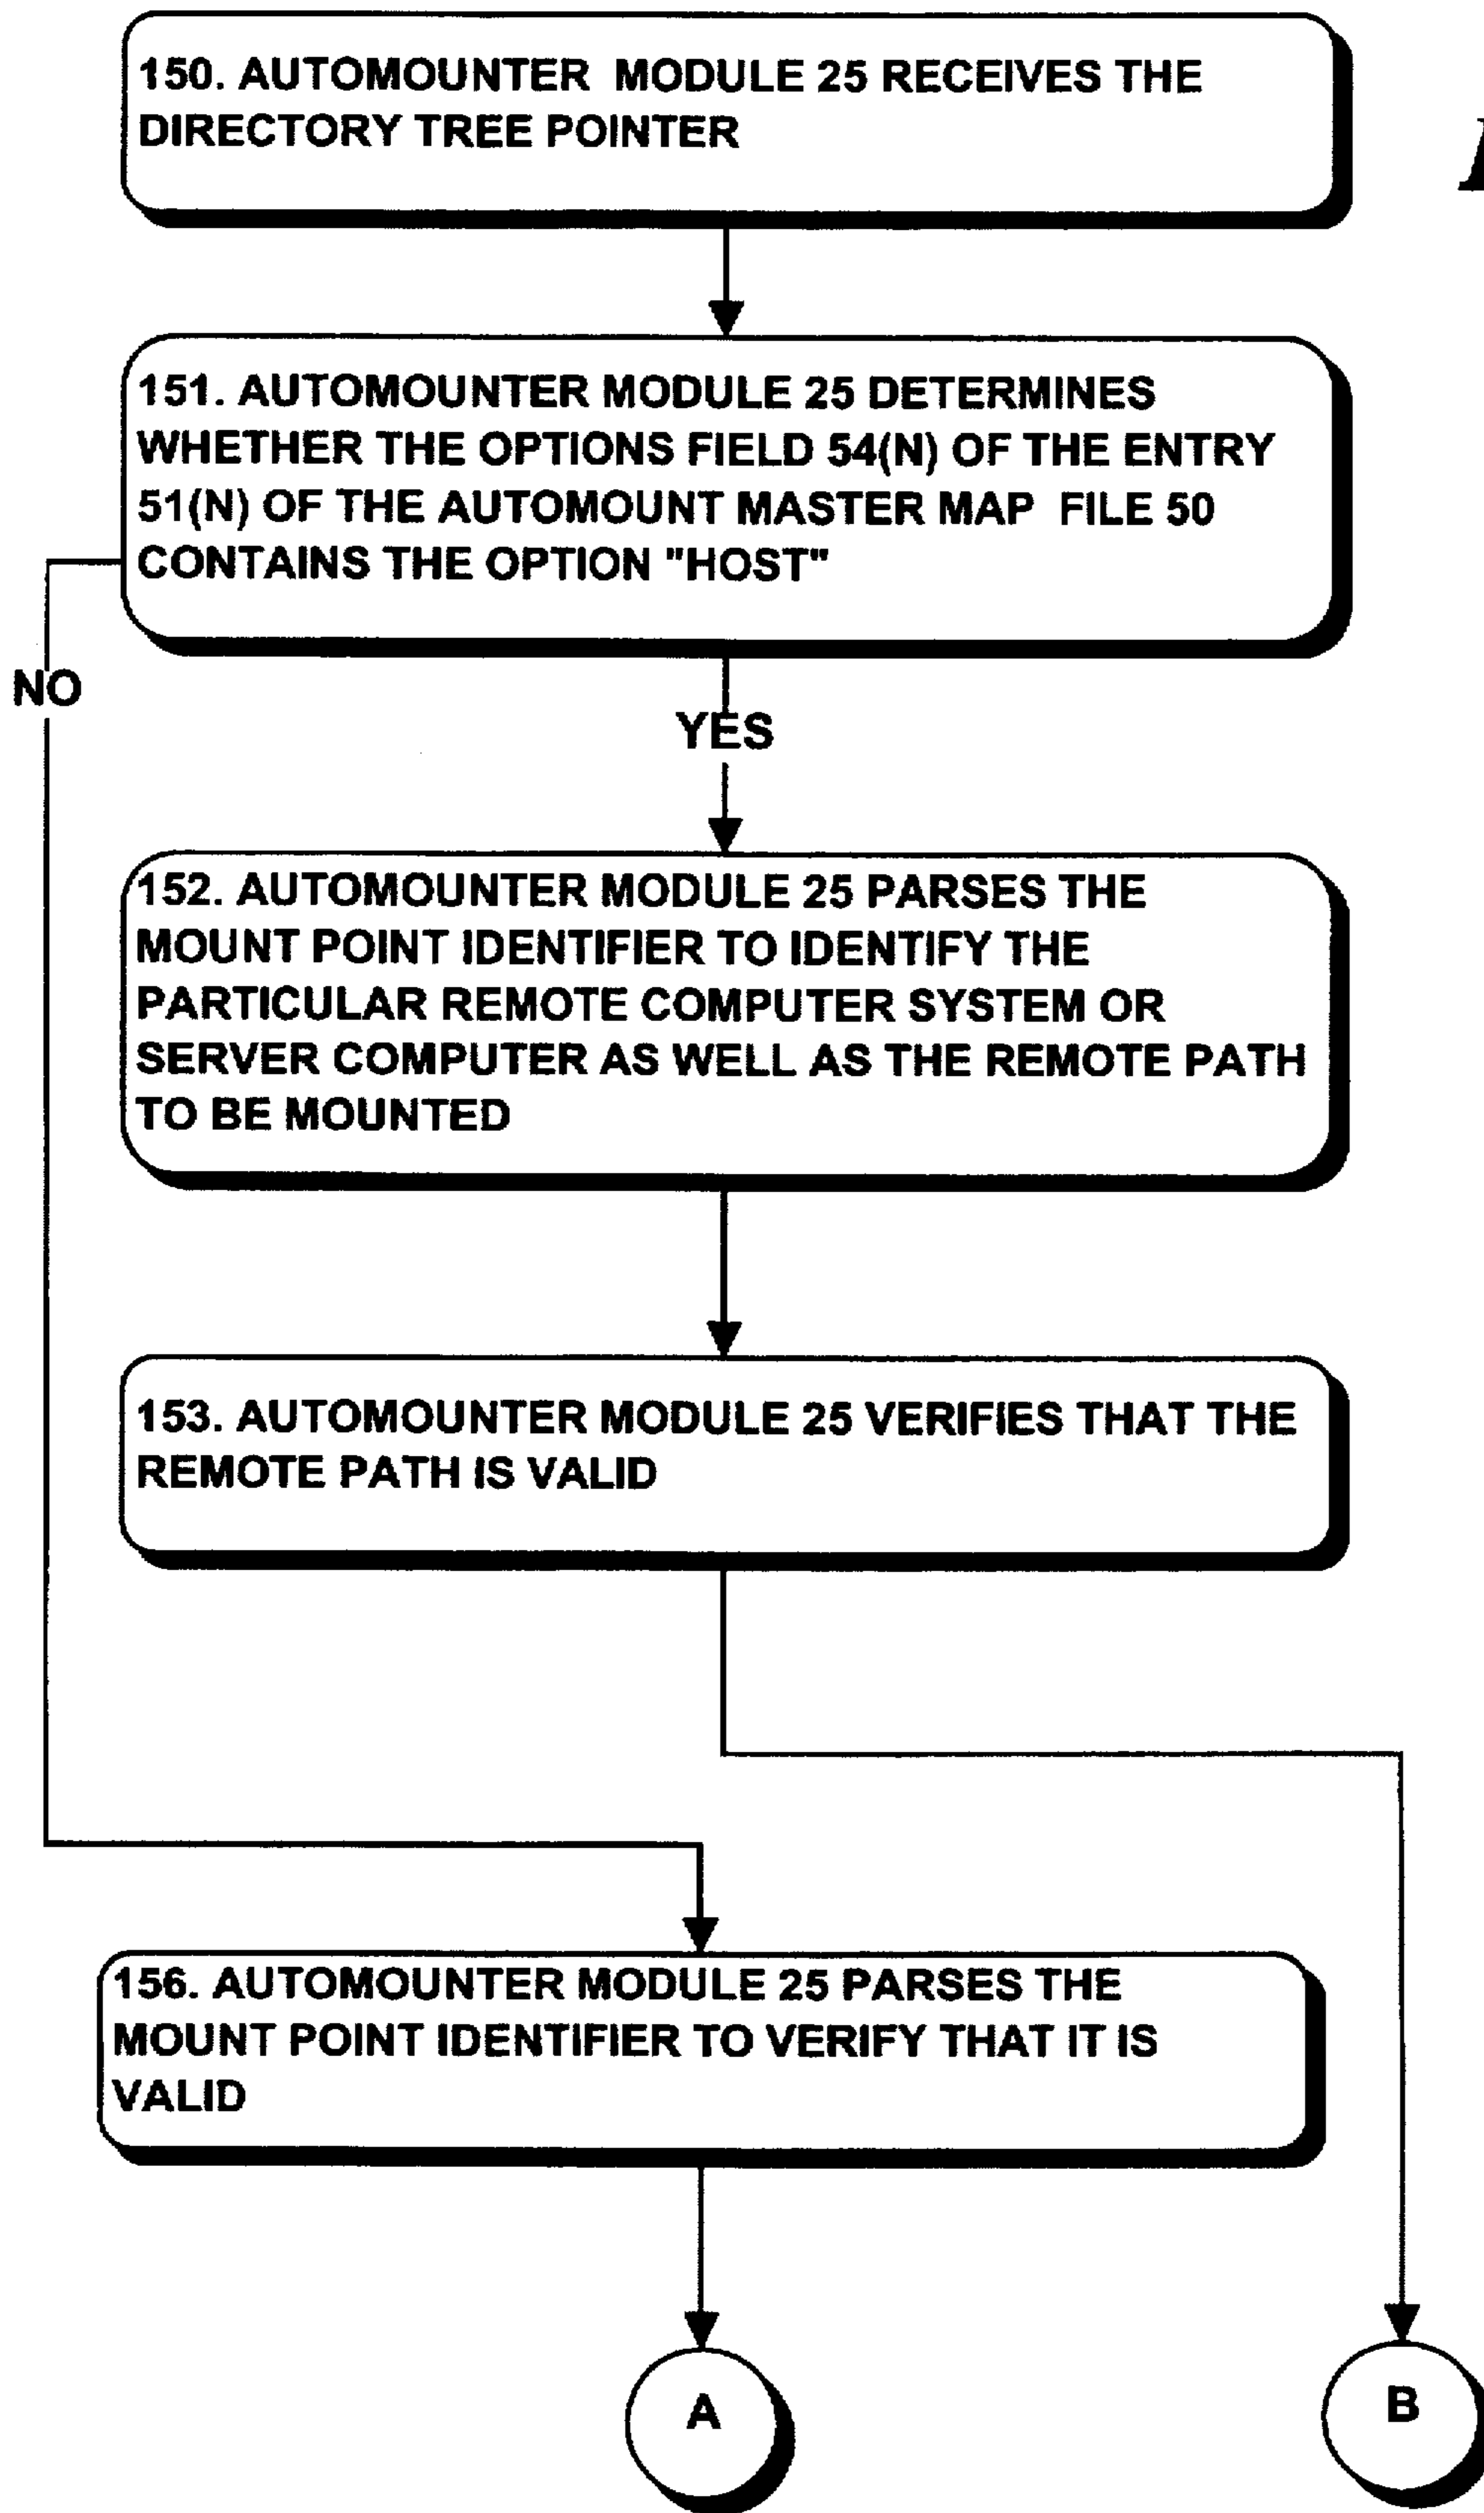 150. AUTOMOUNTER MODULE 25 RECEIVES THE
DIRECTORY TREE POINTER
151. AUTOMOUNTER MODULE 25 DETERMINES
WHETHER THE OPTIONS FIELD 54(N) OF THE ENTRY
51(N) OF THE AUTOMOUNT MASTER MAP FILE 50
CONTAINS THE OPTION "HOST"
NO
YES
152. AUTOMOUNTER MODULE 25 PARSES THE
MOUNT POINT IDENTIFIER TO IDENTIFY THE
PARTICULAR REMOTE COMPUTER SYSTEM OR
SERVER COMPUTER AS WELL AS THE REMOTE PATH
TO BE MOUNTED
153. AUTOMOUNTER MODULE 25 VERIFIES THAT THE
REMOTE PATH IS VALID
156. AUTOMOUNTER MODULE 25 PARSES THE
MOUNT POINT IDENTIFIER TO VERIFY THAT IT IS
VALID
A
B